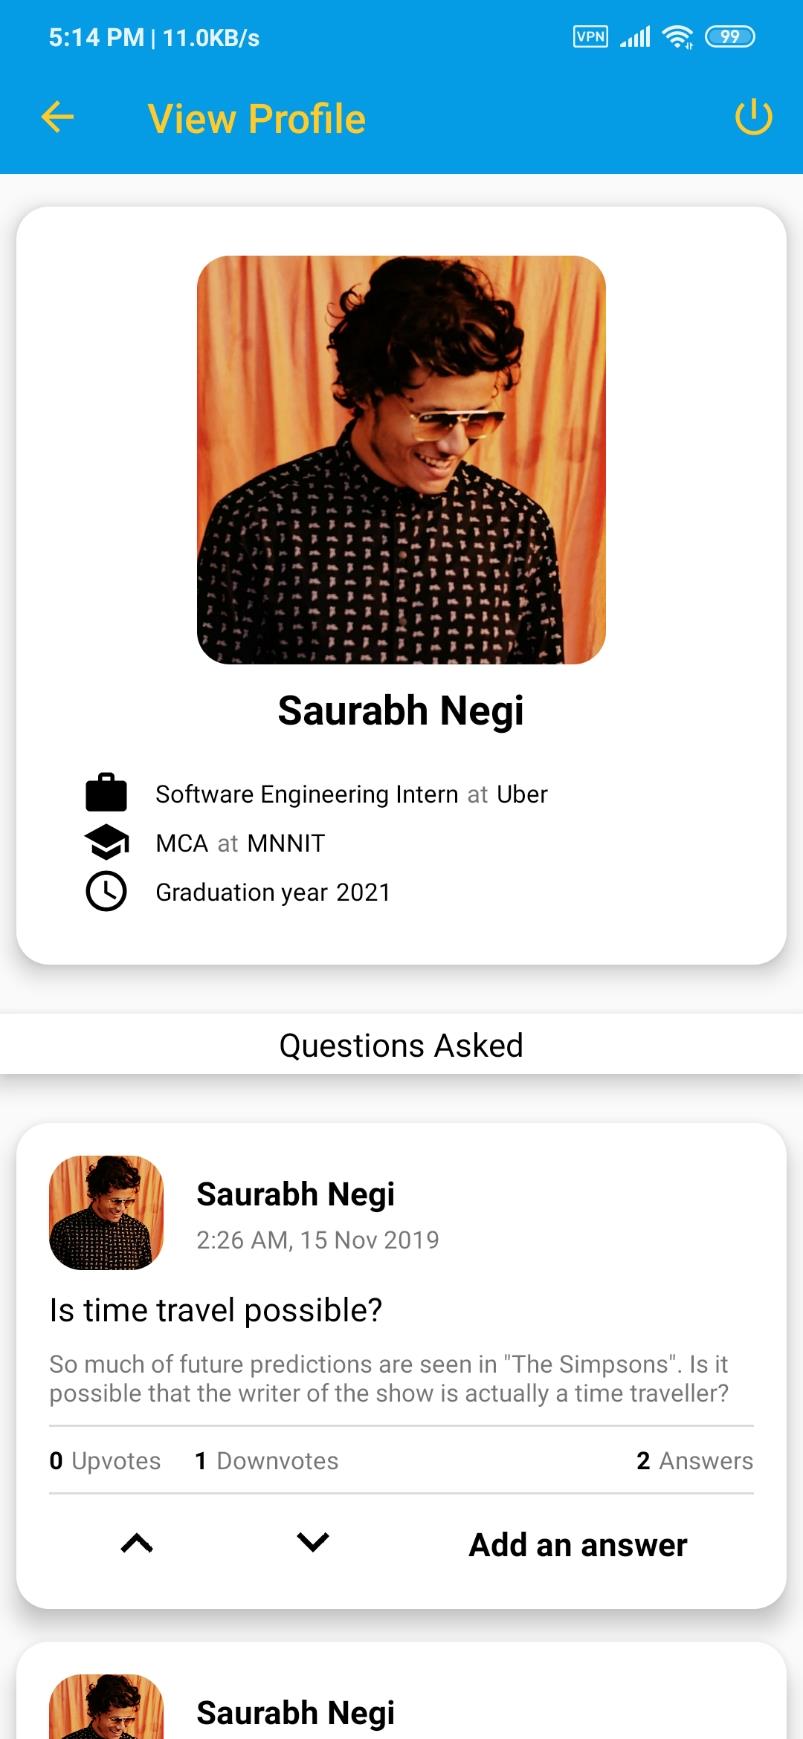 5:14 PM | 11.0KB/s VPN 99
View Profile
Saurabh Negi
Software Engineering Intern at Uber
MCA at MNNIT
Graduation year 2021
Questions Asked
Saurabh Negi
2:26 AM, 15 Nov 2019
Is time travel possible?
So much of future predictions are seen in "The Simpsons". Is it
possible that the writer of the show is actually a time traveller?
0 Upvotes 1 Downvotes 2 Answers
Add an answer
Saurabh Negi